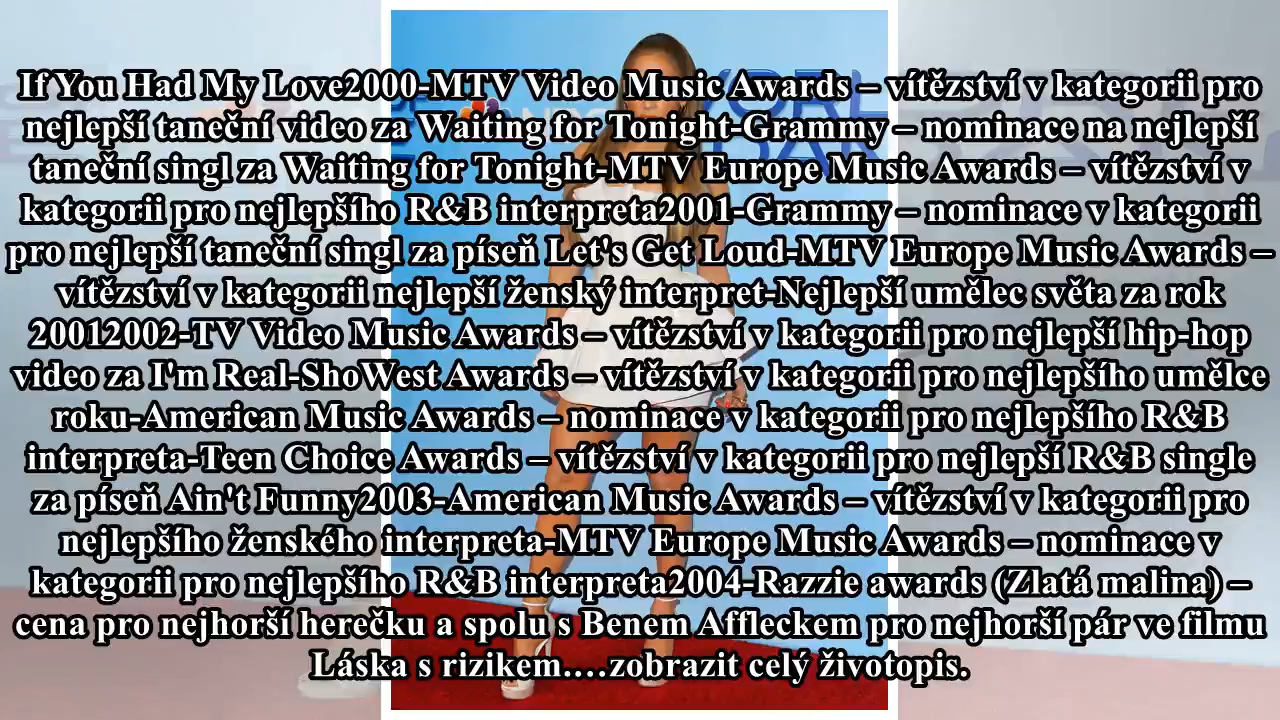 If You Had My Love2000-MTV Video Music Awards – vítězství v kategorii pro
nejlepší taneční video za Waiting for Tonight-Grammy – nominace na nejlepší
taneční singl za Waiting for Tonight-MTV Europe Music Awards – vítězství v
kategorii pro nejlepšího R&B interpreta2001-Grammy – nominace v kategorii
pro nejlepší taneční singl za píseň Let's Get Loud-MTV Europe Music Awards –
vítězství v kategorii nejlepší ženský interpret-Nejlepší umělec světa za rok
20012002-TV Video Music Awards – vítězství v kategorii pro nejlepší hip-hop
video za I'm Real-ShoWest Awards – vítězství v kategorii pro nejlepšího umělce
roku-American Music Awards – nominace v kategorii pro nejlepšího R&B
interpreta-Teen Choice Awards – vítězství v kategorii pro nejlepší R&B single
za píseň Ain't Funny2003-American Music Awards – vítězství v kategorii pro
nejlepšího ženského interpreta-MTV Europe Music Awards – nominace v
kategorii pro nejlepšího R&B interpreta2004-Razzie awards (Zlatá malina) –
cena pro nejhorší herečku a spolu s Benem Affleckem pro nejhorší pár ve filmu
Láska s rizikem.…zobrazit celý životopis.